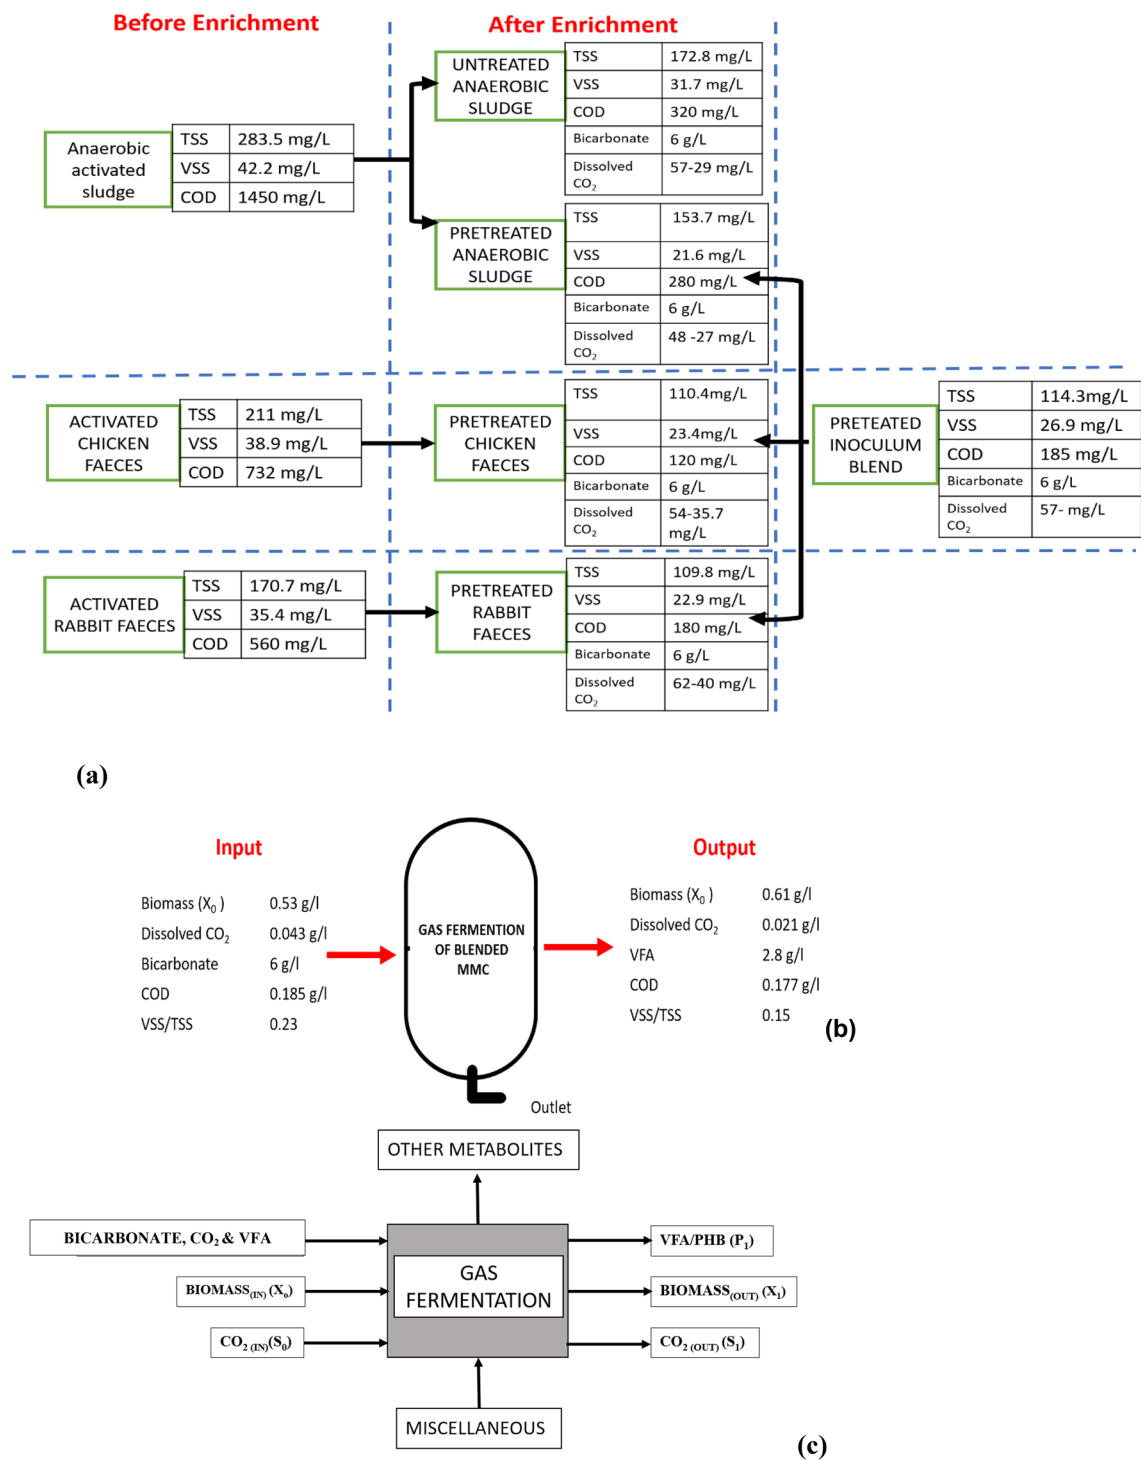 Before Enrichment
After Enrichment
Anaerobic
activated
sludge
TSS 283.5 mg/L
VSS 42.2 mg/L
COD 1450 mg/L
UNTREATED
ANAEROBIC
SLUDGE
TSS 172.8 mg/L
VSS 31.7 mg/L
COD 320 mg/L
Bicarbonate 6 g/L
Dissolved 57-29 mg/L
CO2
PRETREATED
ANAEROBIC
SLUDGE
TSS 153.7 mg/L
VSS 21.6 mg/L
COD 280 mg/L
Bicarbonate 6 g/L
Dissolved 48 -27 mg/L
CO2
ACTIVATED
CHICKEN
FAECES
TSS 211 mg/L
VSS 38.9 mg/L
COD 732 mg/L
PRETREATED
CHICKEN
FAECES
TSS 110.4mg/L
VSS 23.4mg/L
COD 120 mg/L
Bicarbonate 6 g/L
Dissolved 54-35.7
CO2 mg/L
PRETEATED
INOCULUM
BLEND
TSS 114.3mg/L
VSS 26.9 mg/L
COD 185 mg/L
Bicarbonate 6 g/L
Dissolved 57- mg/L
CO2
ACTIVATED
RABBIT FAECES
TSS 170.7 mg/L
VSS 35.4 mg/L
COD 560 mg/L
PRETREATED
RABBIT
FAECES
TSS 109.8 mg/L
VSS 22.9 mg/L
COD 180 mg/L
Bicarbonate 6 g/L
Dissolved 62-40 mg/L
CO2
(a)
Input
Biomass (X0 ) 0.53 g/l
Dissolved CO2 0.043 g/l
Bicarbonate 6 g/l
COD 0.185 g/l
VSS/TSS 0.23
GAS FERMENTION
OF BLENDED
MMC
Outlet
Output
Biomass (X0 ) 0.61 g/l
Dissolved CO2 0.021 g/l
VFA 2.8 g/l
COD 0.177 g/l
VSS/TSS 0.15
(b)
OTHER METABOLITES
BICARBONATE, CO2 & VFA
BIOMASS(IN) (Xo)
CO2 (IN)(S0)
GAS
FERMENTATION
VFA/PHB (P1)
BIOMASS(OUT) (X1)
CO2 (OUT) (S1)
MISCELLANEOUS
(c)